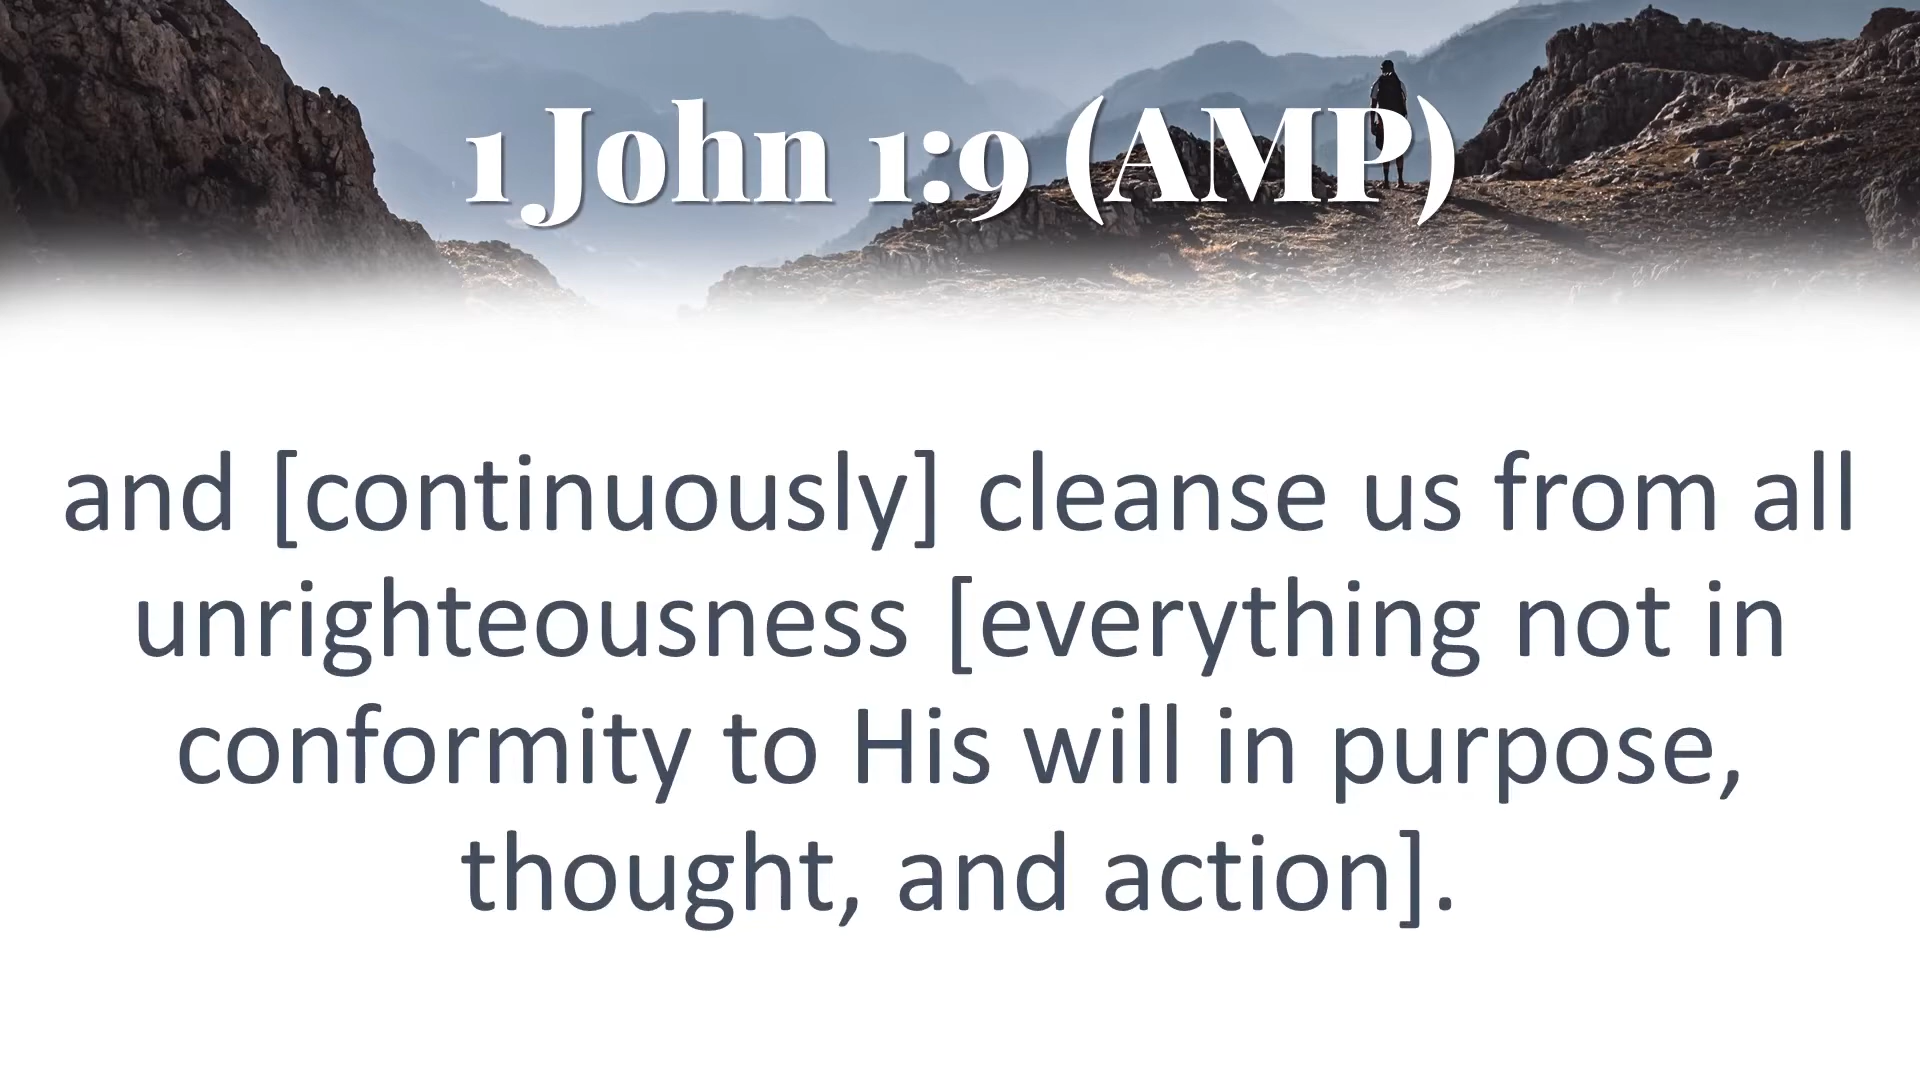 1 John 1:9 (AMP)
and [continuously] cleanse us from all
unrighteousness [everything not in
conformity to His will in purpose,
thought, and action].